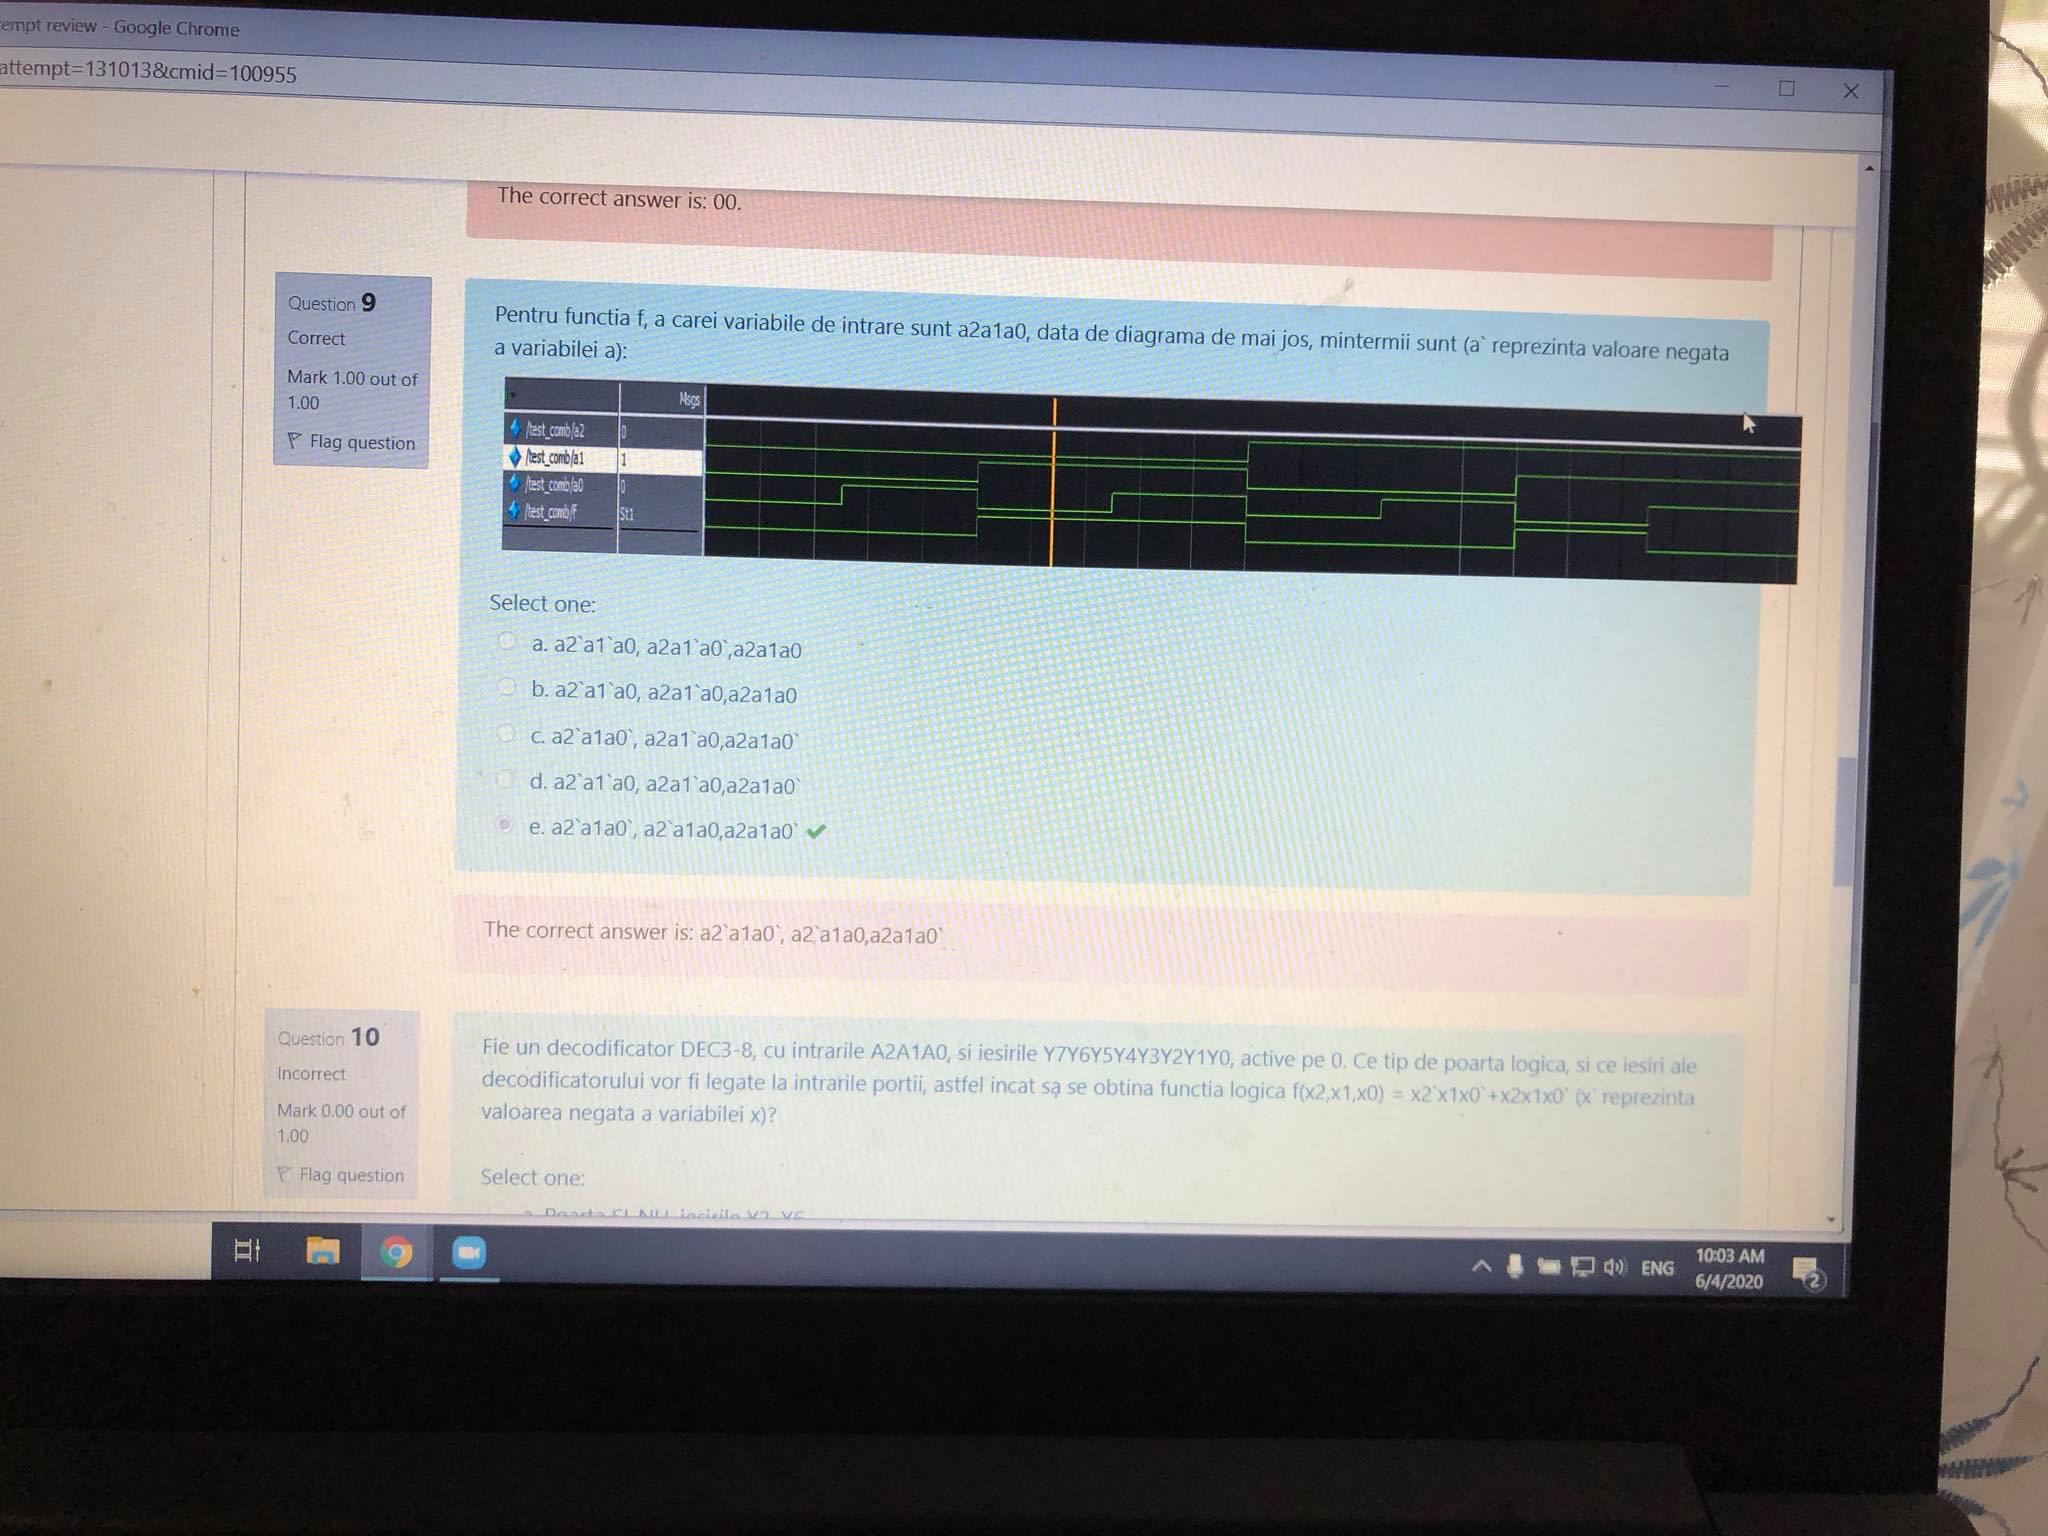 empt review - Google Chrome
attempt=131013&cmid=100955
The correct answer is: 00.
Question 9
Correct
Mark 1.00 out of
1.00
Flag question
Pentru functia f, a carei variabile de intrare sunt a2a1a0, data de diagrama de mai jos, mintermii sunt (a` reprezinta valoare negata
a variabilei a):
Msgs
/test_comb/a2 0
/test_comb/a1 1
/test_comb/a0 0
/test_comb/f St1
Select one:
a. a2`a1`a0, a2a1`a0`,a2a1a0
b. a2`a1`a0, a2a1`a0,a2a1a0
c. a2`a1a0`, a2a1`a0,a2a1a0`
d. a2`a1`a0, a2a1`a0,a2a1a0`
e. a2`a1a0`, a2`a1a0,a2a1a0`
The correct answer is: a2`a1a0`, a2`a1a0,a2a1a0`
Question 10
Incorrect
Mark 0.00 out of
1.00
Flag question
Fie un decodificator DEC3-8, cu intrarile A2A1A0, si iesirile Y7Y6Y5Y4Y3Y2Y1Y0, active pe 0. Ce tip de poarta logica, si ce iesiri ale
decodificatorului vor fi legate la intrarile portii, astfel incat są se obtina functia logica f(x2,x1,x0) = x2`x1x0`+x2x1x0` (x` reprezinta
valoarea negata a variabilei x)?
Select one:
ENG
10:03 AM
6/4/2020
2